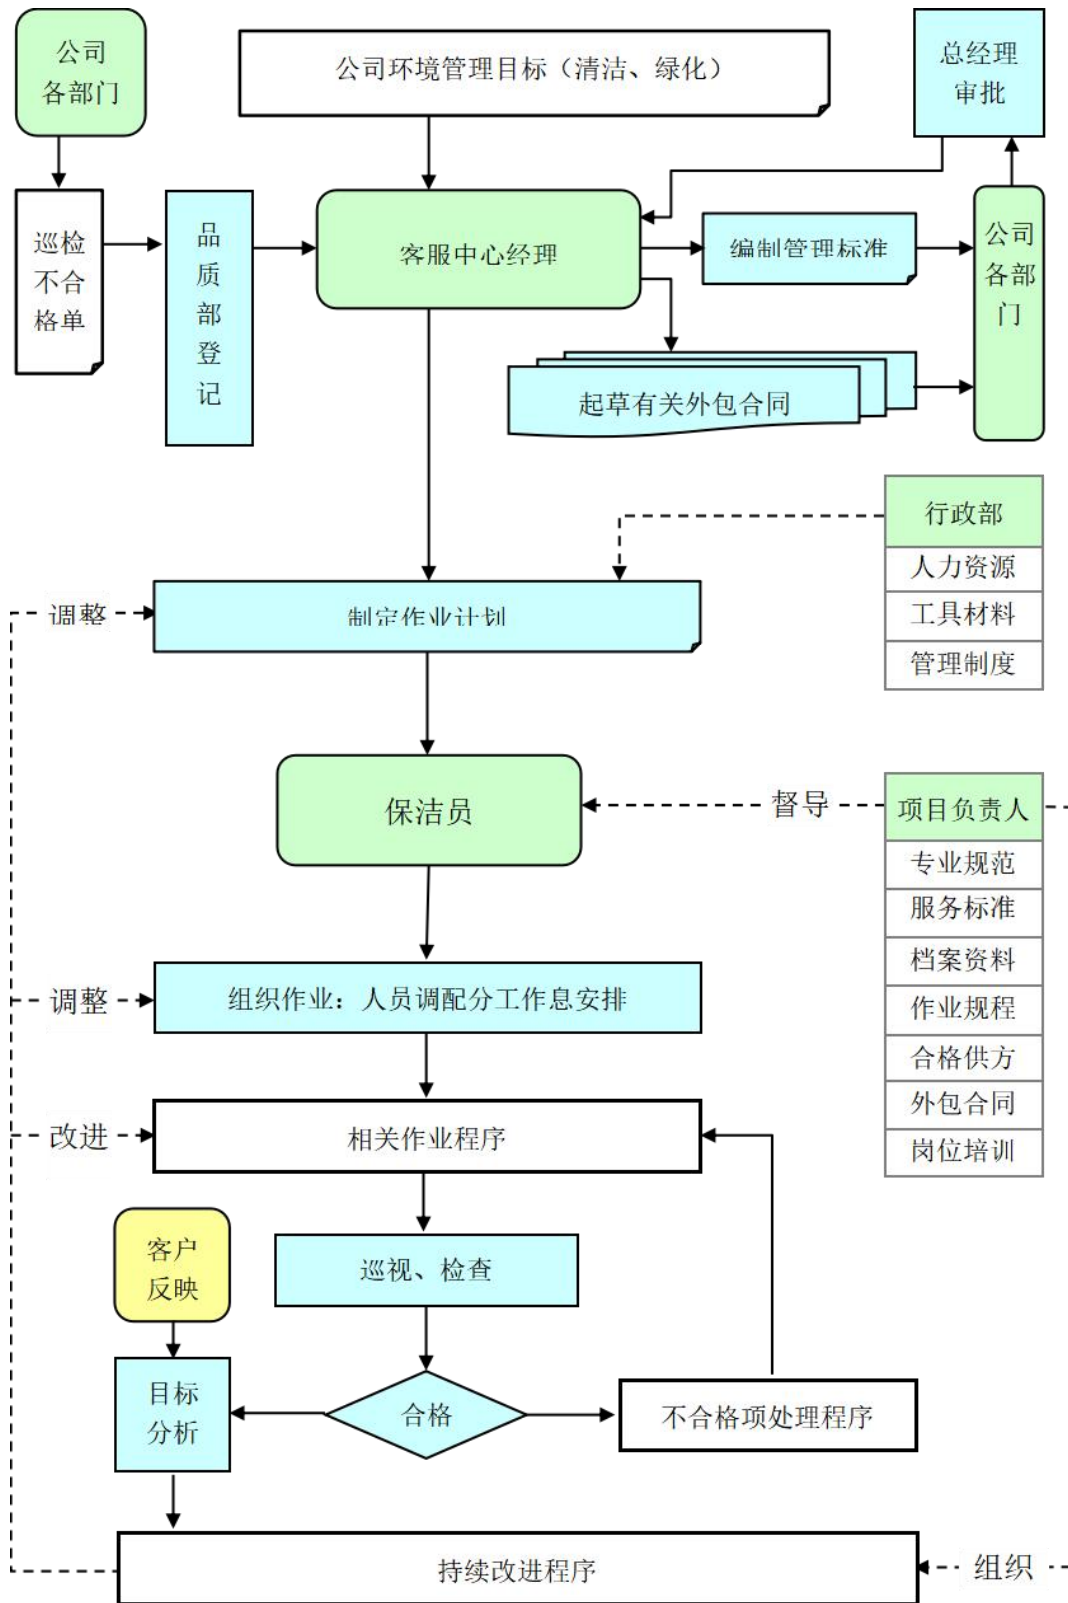 公司
各部门
公司环境管理目标（清洁、绿化）
总经理
审批
巡检
不合
格单
品
质
部
登
记
客服中心经理
编制管理标准
公司
各部
门
起草有关外包合同
行政部
人力资源
工具材料
管理制度
调整
制定作业计划
保洁员
督导
项目负责人
专业规范
服务标准
档案资料
作业规程
合格供方
外包合同
岗位培训
调整
组织作业：人员调配分工作息安排
改进
相关作业程序
客户
反映
巡视、检查
目标
分析
合格
不合格项处理程序
持续改进程序
组织